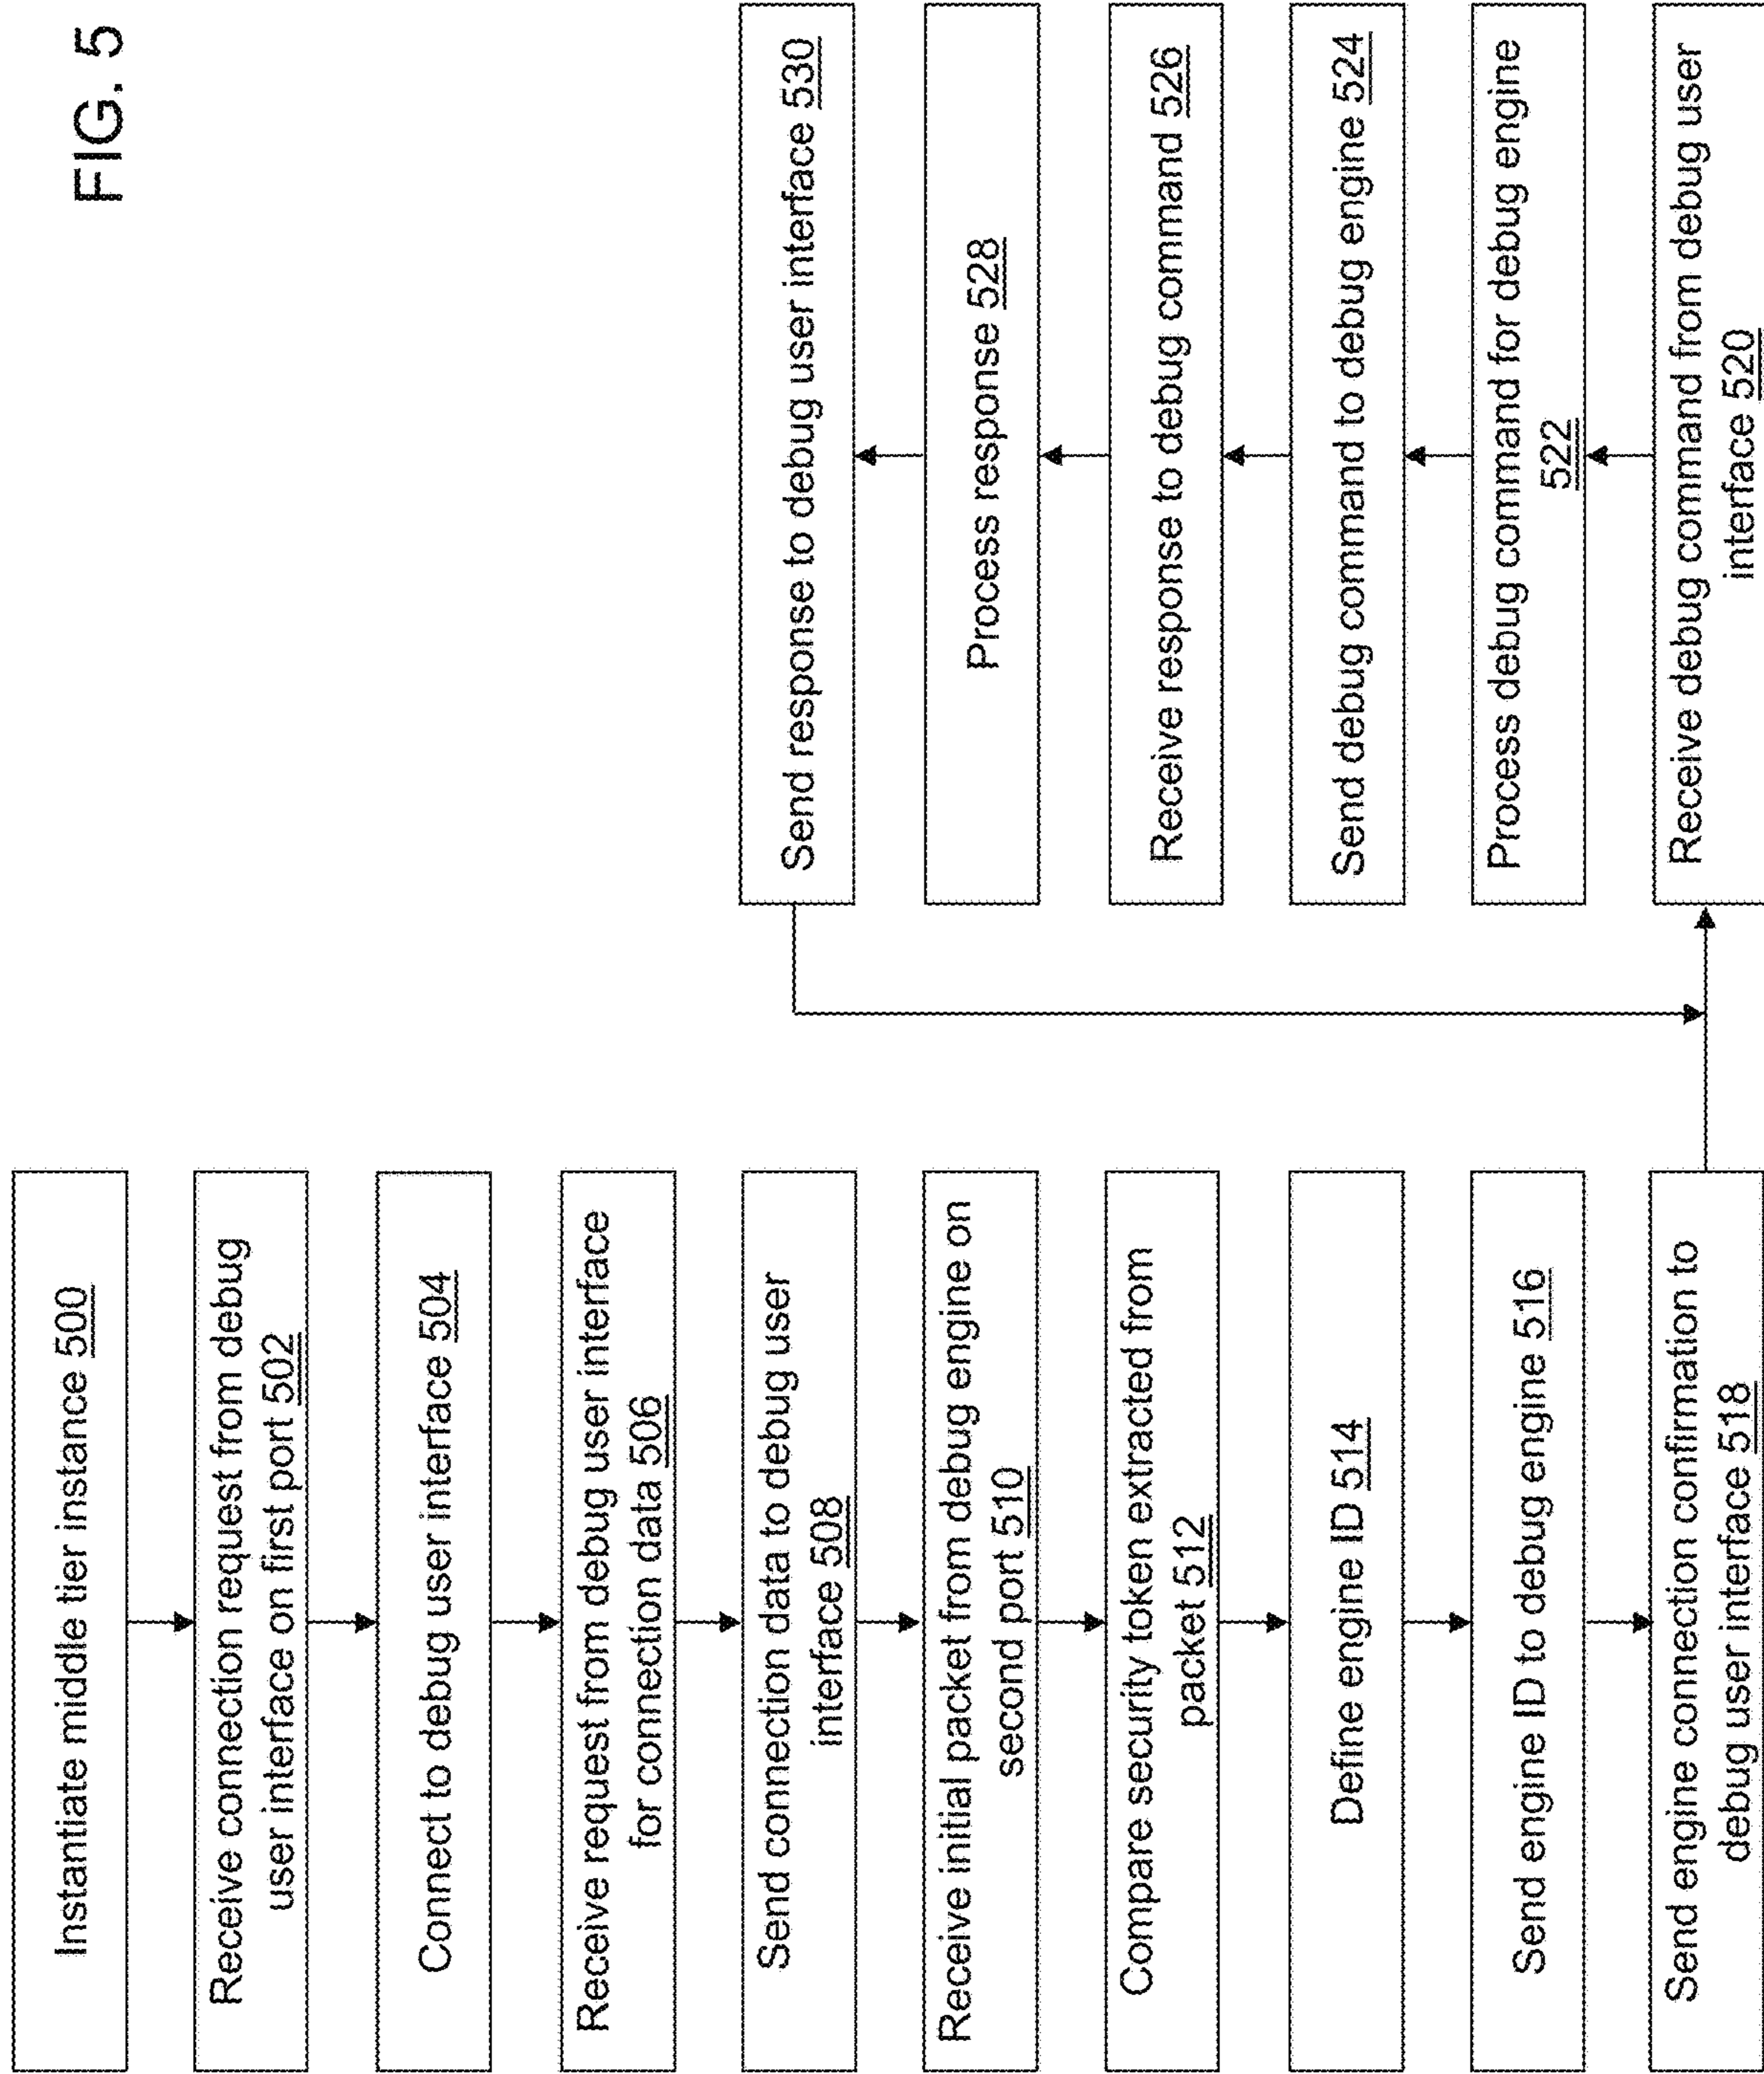 FIG. 5
Instantiate middle tier instance 500
Receive connection request from debug
user interface on first port 502
Connect to debug user interface 504
Receive request from debug user interface
for connection data 506
Send connection data to debug user
interface 508
Receive initial packet from debug engine on
second port 510
Compare security token extracted from
packet 512
Define engine ID 514
Send engine ID to debug engine 516
Send engine connection confirmation to
debug user interface 518
Receive debug command from debug user
interface 520
Process debug command for debug engine
522
Send debug command to debug engine 524
Receive response to debug command 526
Process response 528
Send response to debug user interface 530